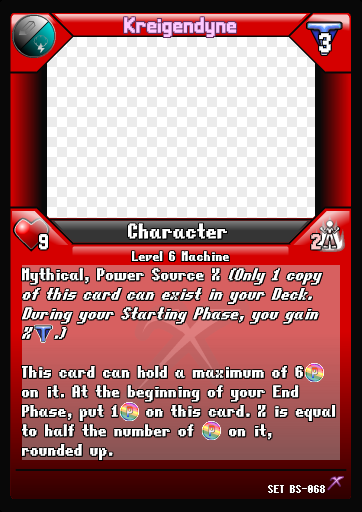 Kreigendyne
3
Character
9
2
Level 6 Machine
Mythical, Power Source X (Only 1 copy
of this card can exist in your Deck.
During your Starting Phase, you gain
X .)
This card can hold a maximum of 6
on it. At the beginning of your End
Phase, put 1 on this card. X is equal
to half the number of on it,
rounded up.
SET BS-068